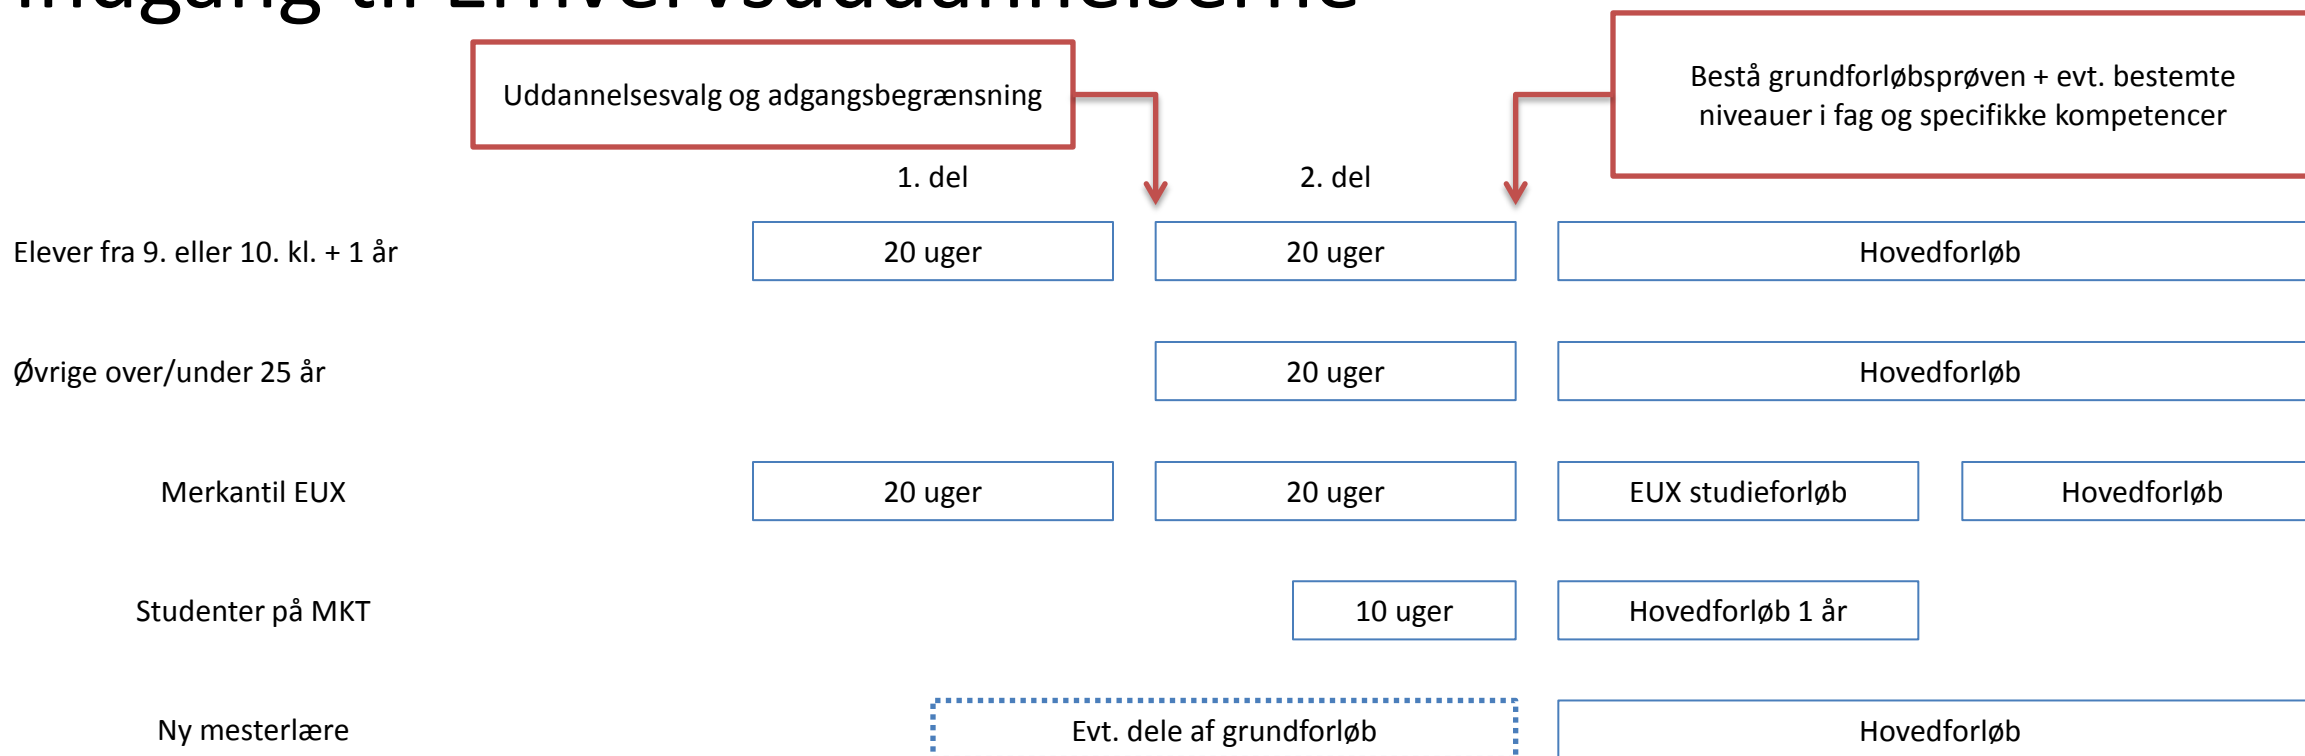 Indgang til Erhvervsuddannelserne
Uddannelsesvalg og adgangsbegrænsning
Bestå grundforløbsprøven + evt. bestemte
niveauer i fag og specifikke kompetencer
1. del
2. del
Elever fra 9. eller 10. kl. + 1 år
20 uger
20 uger
Hovedforløb
Øvrige over/under 25 år
20 uger
Hovedforløb
Merkantil EUX
20 uger
20 uger
EUX studieforløb
Hovedforløb
Studenter på MKT
10 uger
Hovedforløb 1 år
Ny mesterlære
Evt. dele af grundforløb
Hovedforløb